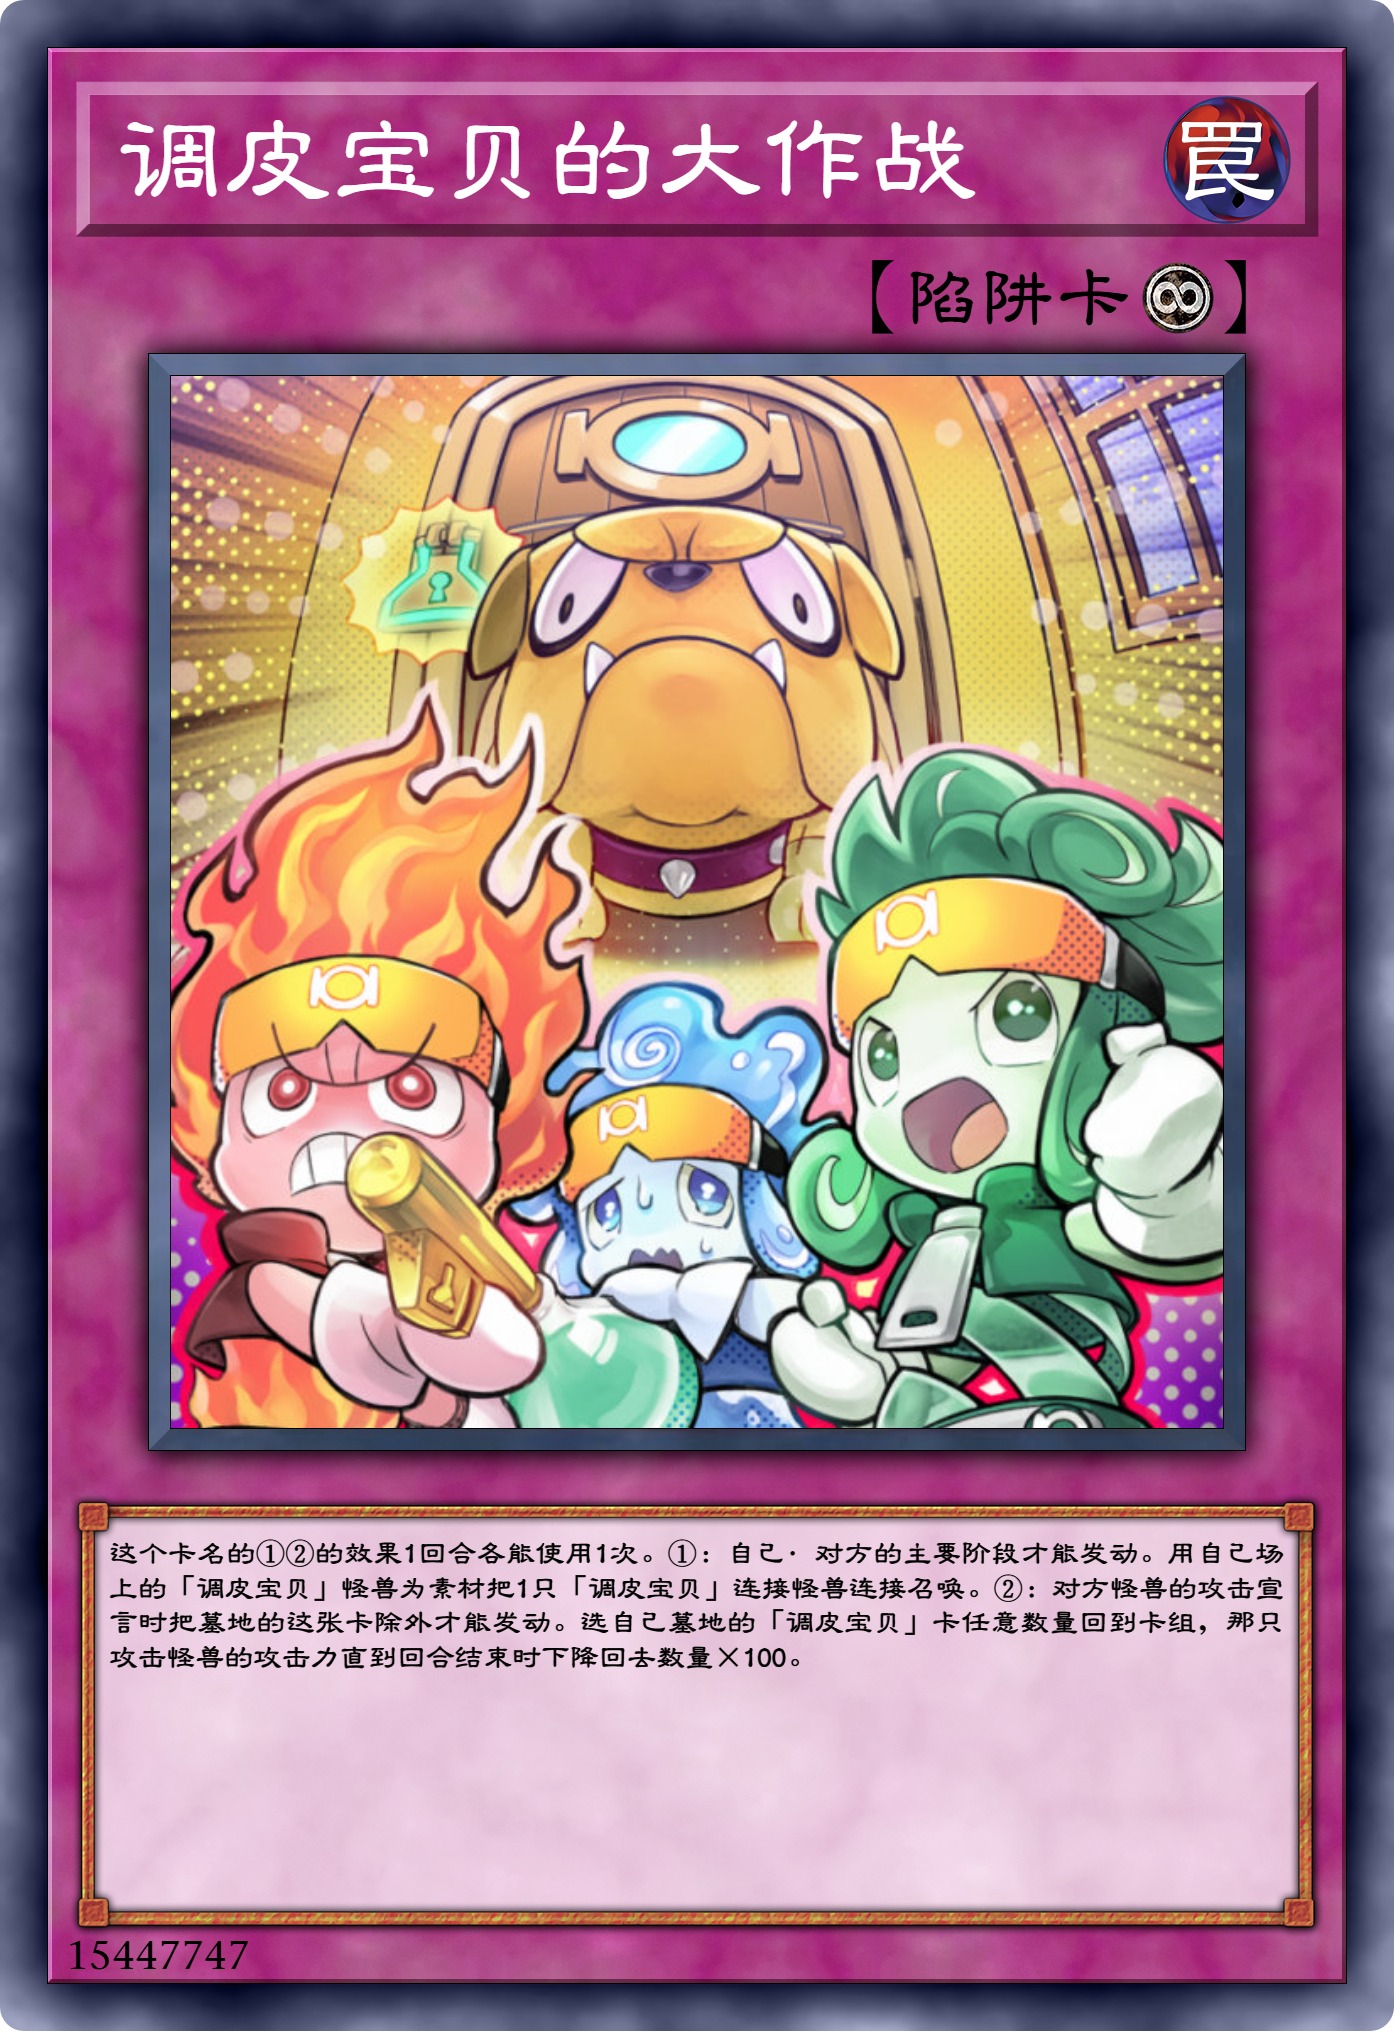 调皮宝贝的大作战
罠
【陷阱卡】
这个卡名的①②的效果1回合各能使用1次。①：自己·对方的主要阶段才能发动。用自己场
上的「调皮宝贝」怪兽为素材把1只「调皮宝贝」连接怪兽连接召唤。②：对方怪兽的攻击宣
言时把墓地的这张卡除外才能发动。选自己墓地的「调皮宝贝」卡任意数量回到卡组，那只
攻击怪兽的攻击力直到回合结束时下降回去数量×100。
15447747